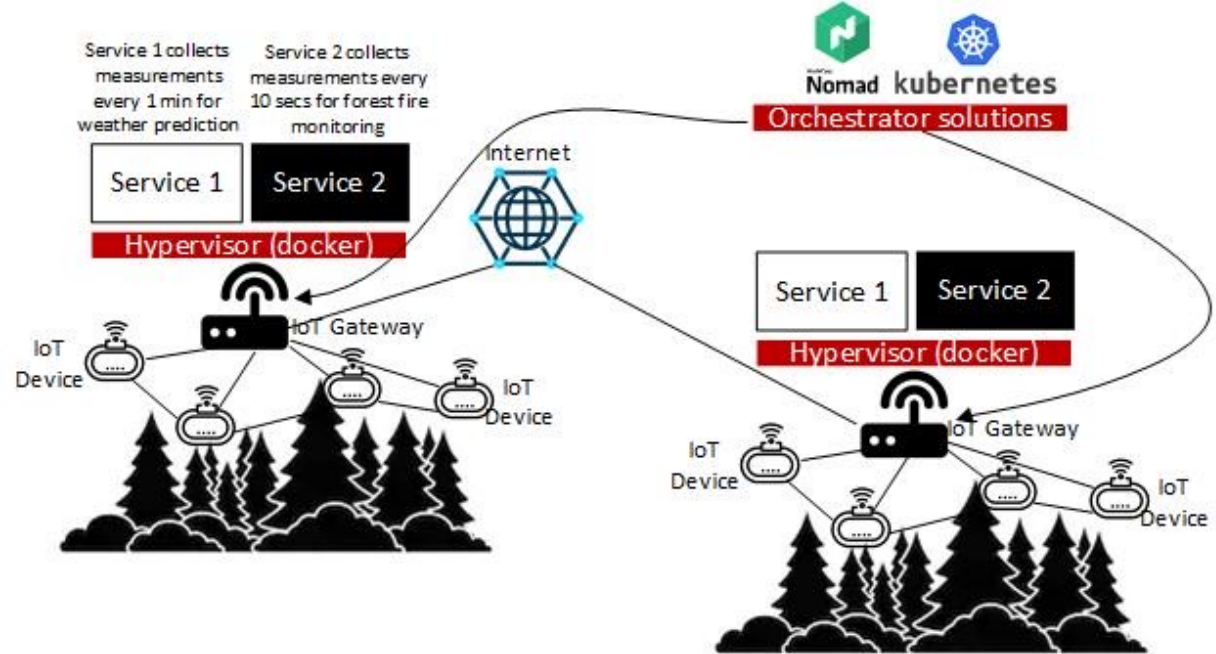 Service 1 collects
measurements
every 1 min for
weather prediction
Service 2 collects
measurements every
10 secs for forest fire
monitoring
Nomad
kubernetes
Orchestrator solutions
Internet
Service 1
Service 2
Hypervisor (docker)
IoT Gateway
IoT
Device
IoT
Device
Service 1
Service 2
Hypervisor (docker)
IoT Gateway
IoT
Device
IoT
Device